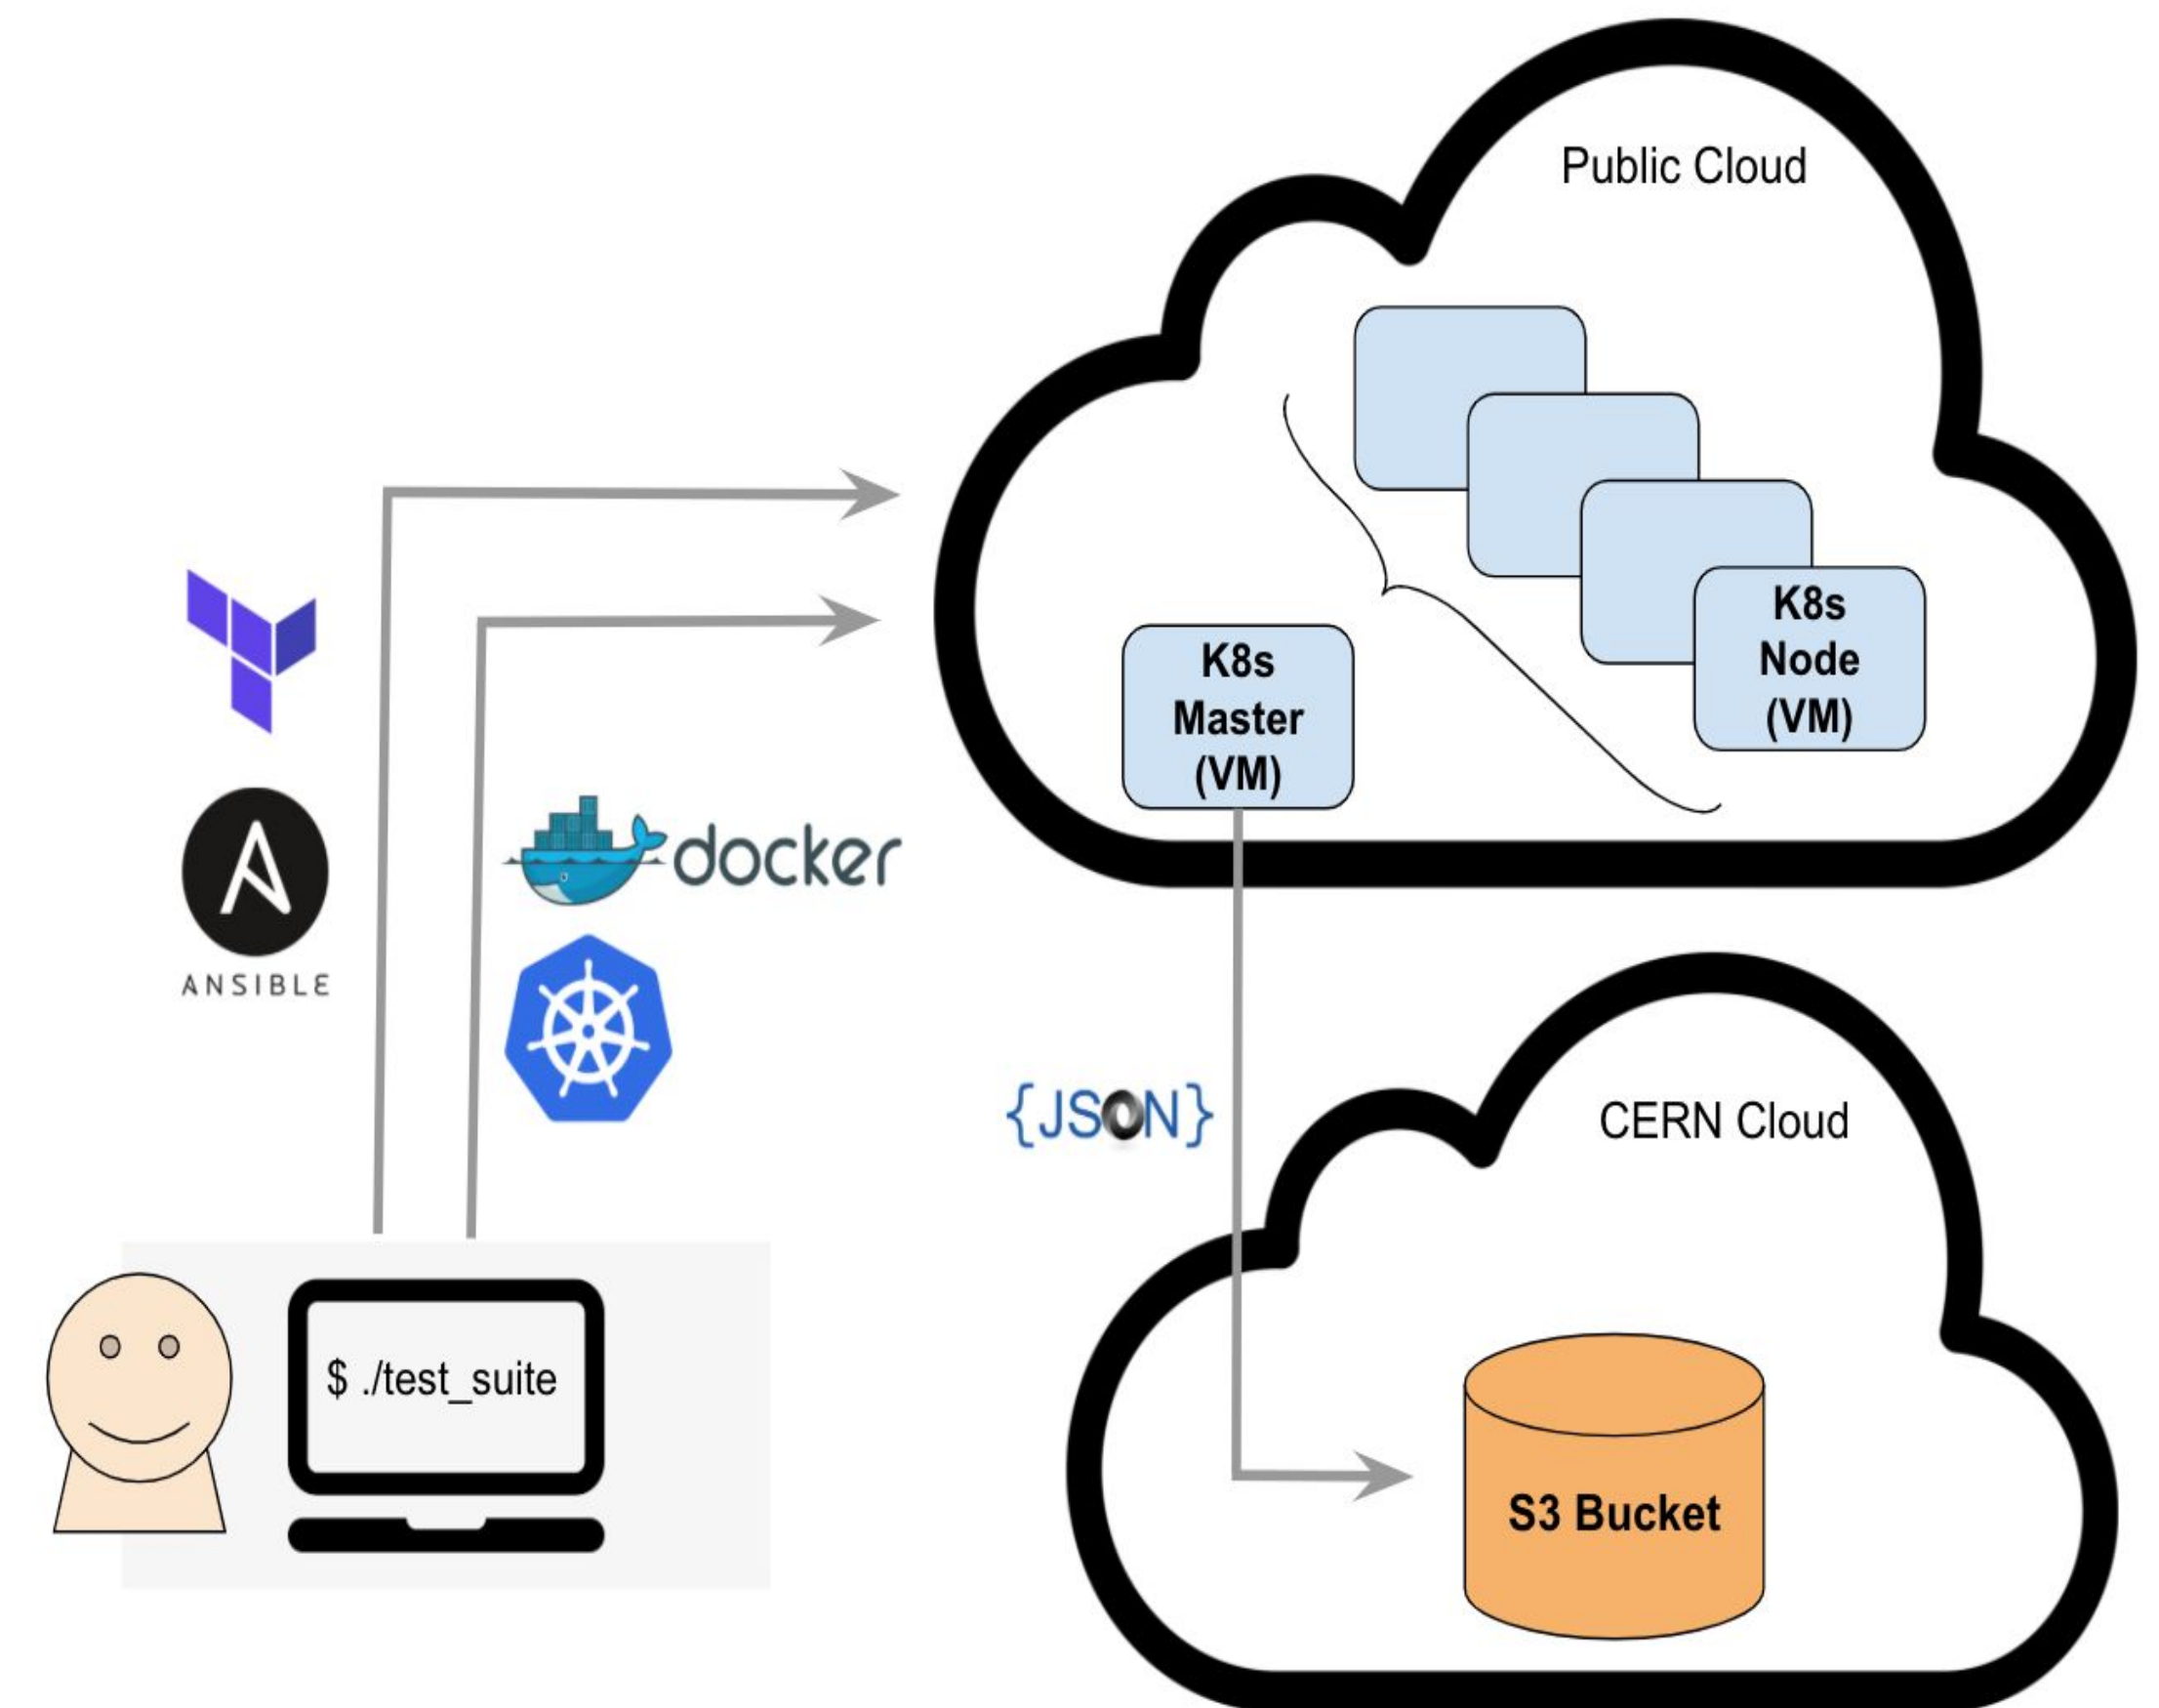 Public Cloud
K8s
Node
(VM)
K8s
Master
(VM)
docker
ANSIBLE
{JSON}
CERN Cloud
$ ./test_suite
S3 Bucket